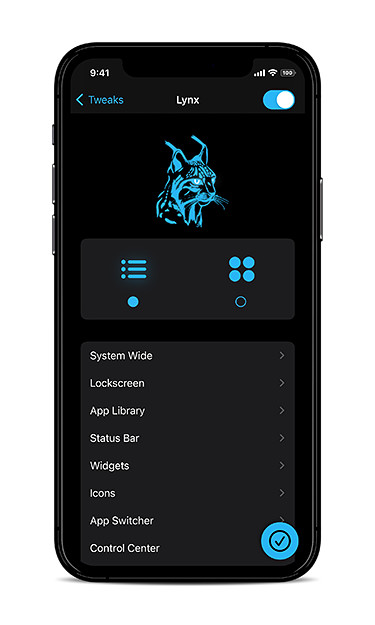 9:41
100
Tweaks
Lynx
System Wide
Lockscreen
App Library
Status Bar
Widgets
Icons
App Switcher
Control Center